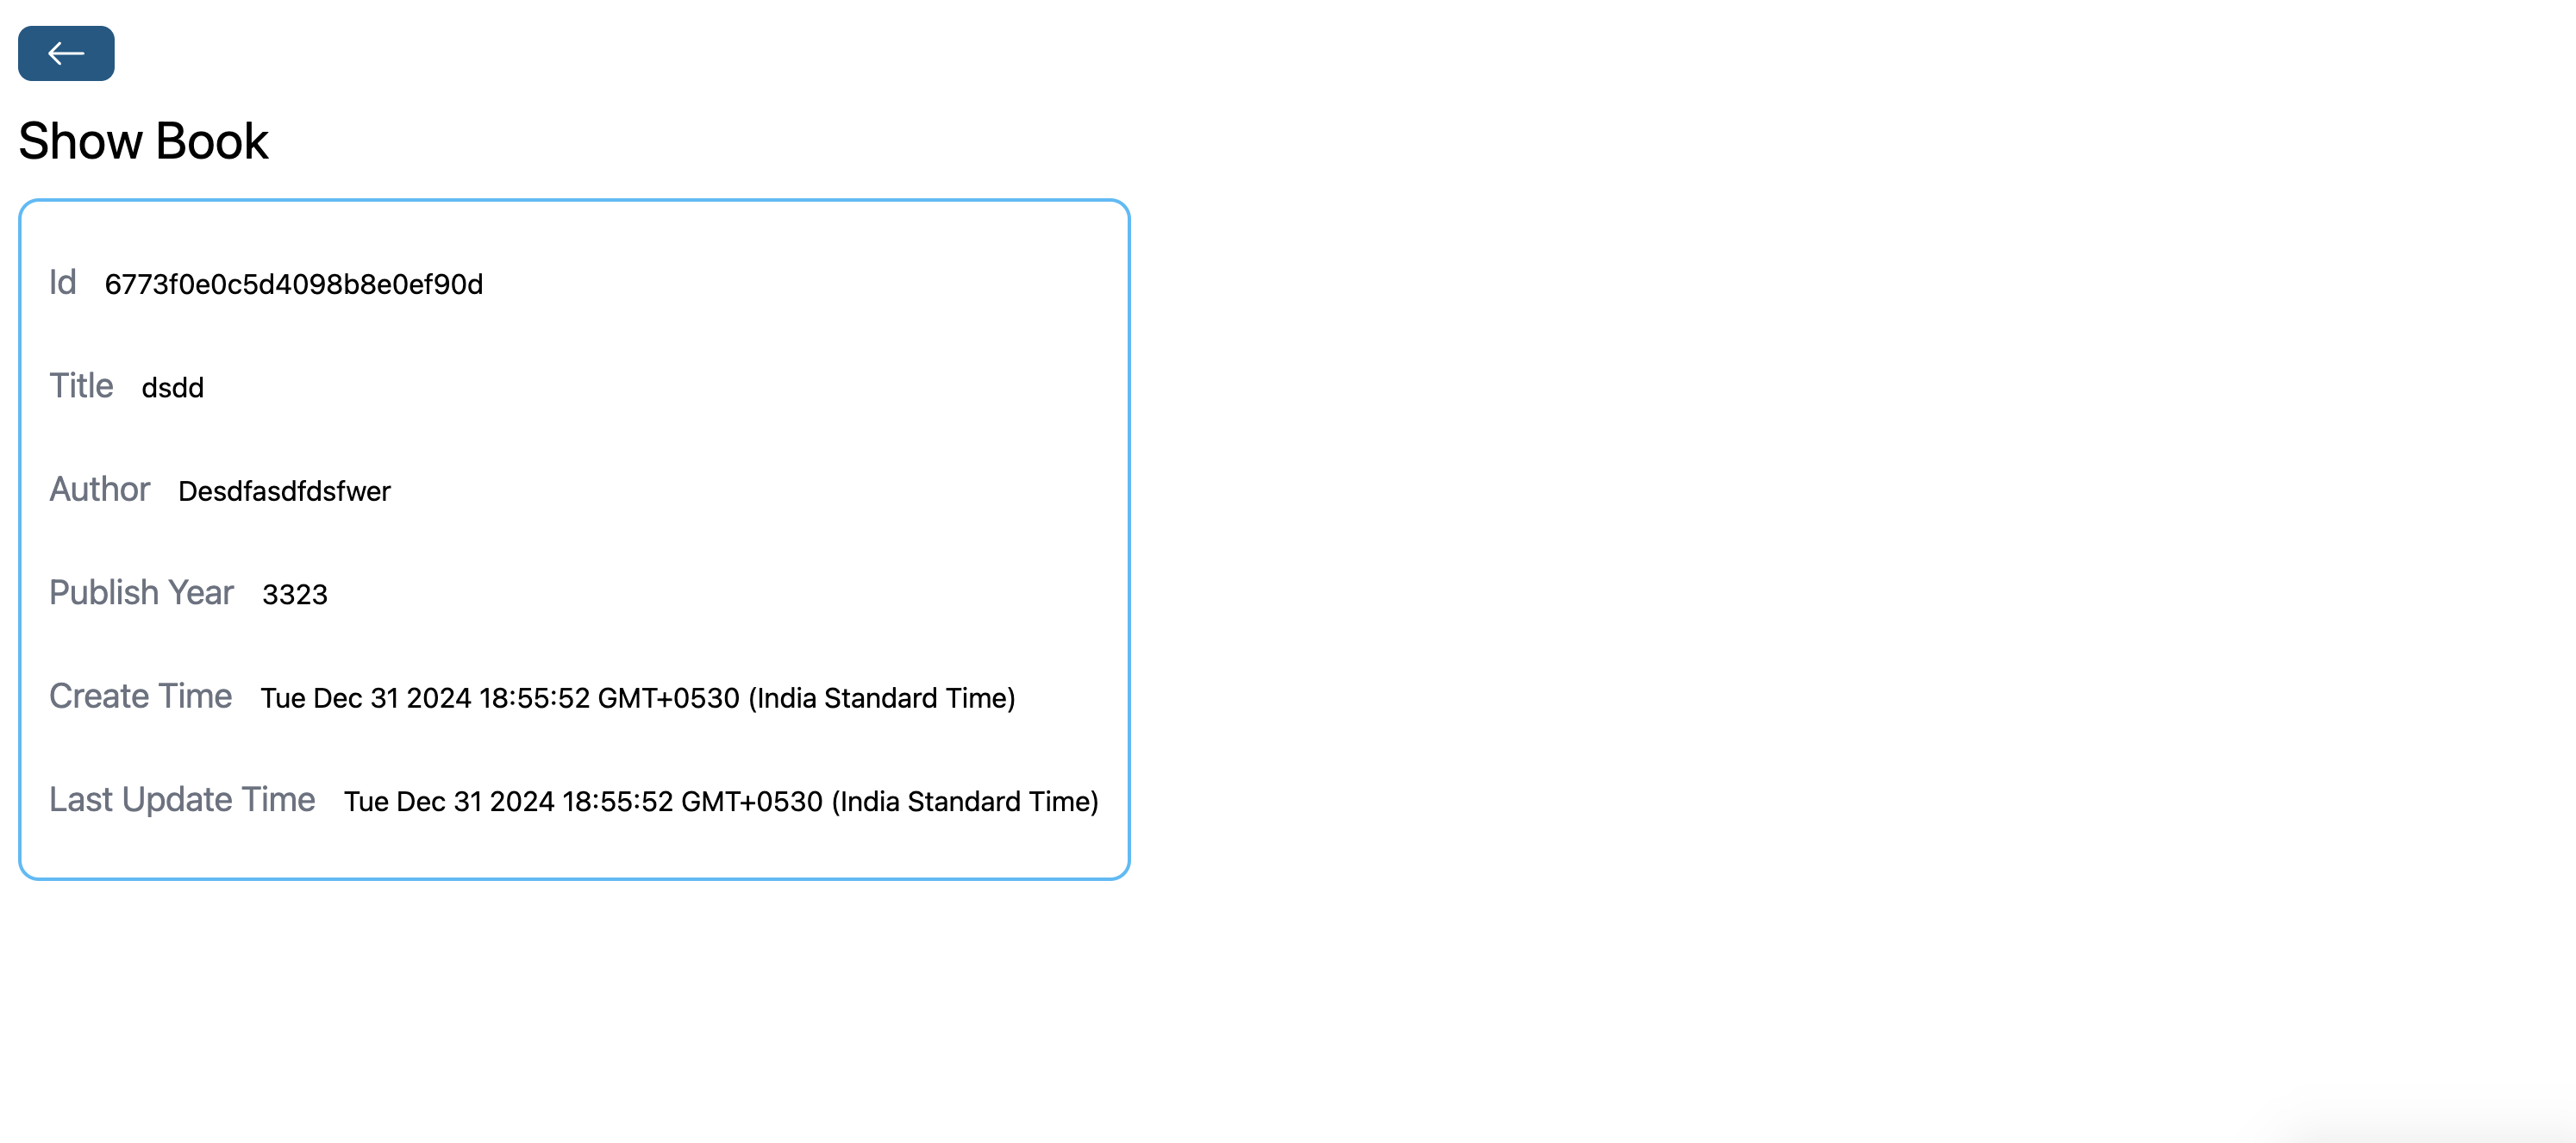 Show Book
Id 6773f0e0c5d4098b8e0ef90d
Title dsdd
Author Desdfasdfdsfwer
Publish Year 3323
Create Time Tue Dec 31 2024 18:55:52 GMT+0530 (India Standard Time)
Last Update Time Tue Dec 31 2024 18:55:52 GMT+0530 (India Standard Time)